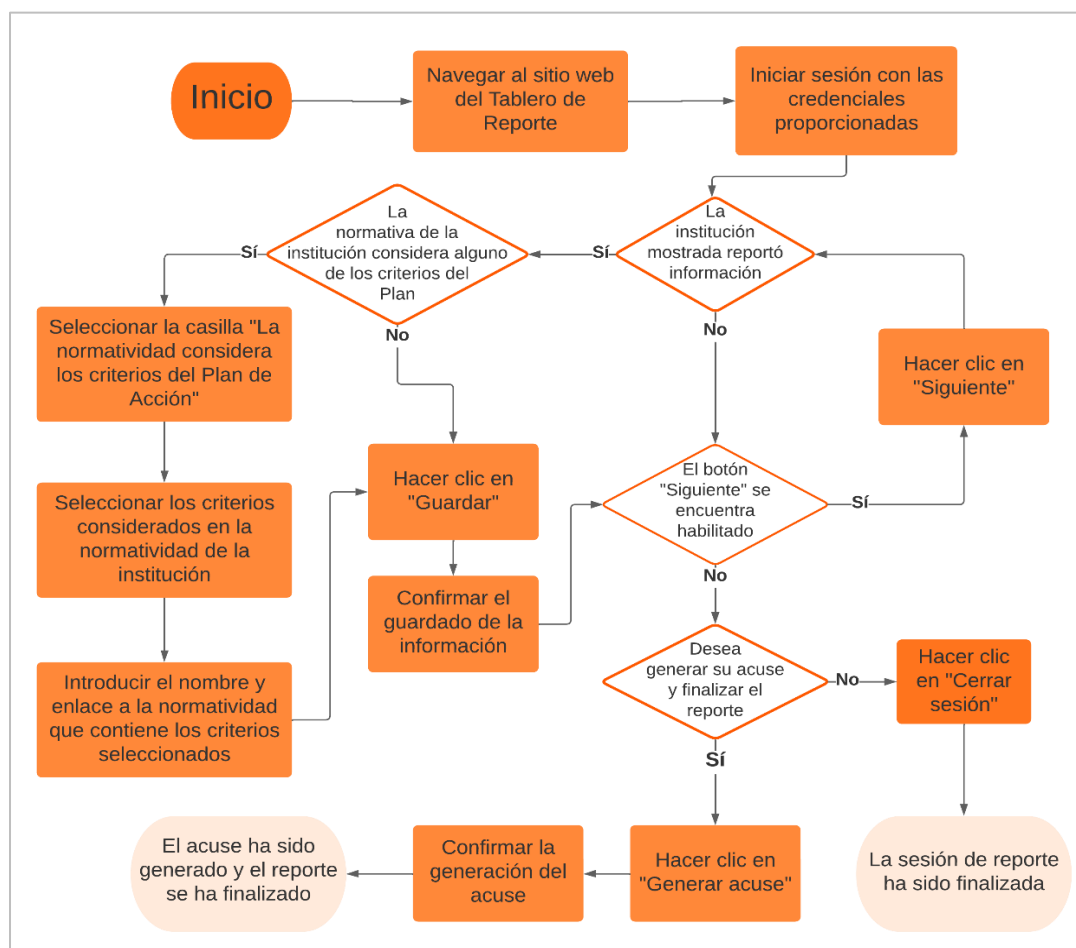 Inicio
Navegar al sitio web
del Tablero de
Reporte
Iniciar sesión con las
credenciales
proporcionadas
La
institución
mostrada reportó
información
Sí
No
La
normativa de la
institución considera alguno
de los criterios del
Plan
Sí
No
Seleccionar la casilla "La
normatividad considera
los criterios del Plan de
Acción"
Seleccionar los criterios
considerados en la
normatividad de la
institución
Introducir el nombre y
enlace a la normatividad
que contiene los criterios
seleccionados
Hacer clic en
"Guardar"
Confirmar el
guardado de la
información
El botón
"Siguiente" se
encuentra
habilitado
Sí
No
Hacer clic en
"Siguiente"
Desea
generar su acuse
y finalizar el
reporte
No
Sí
Hacer clic
en "Cerrar
sesión"
La sesión de reporte
ha sido finalizada
Hacer clic en
"Generar acuse"
Confirmar la
generación del
acuse
El acuse ha sido
generado y el reporte
se ha finalizado